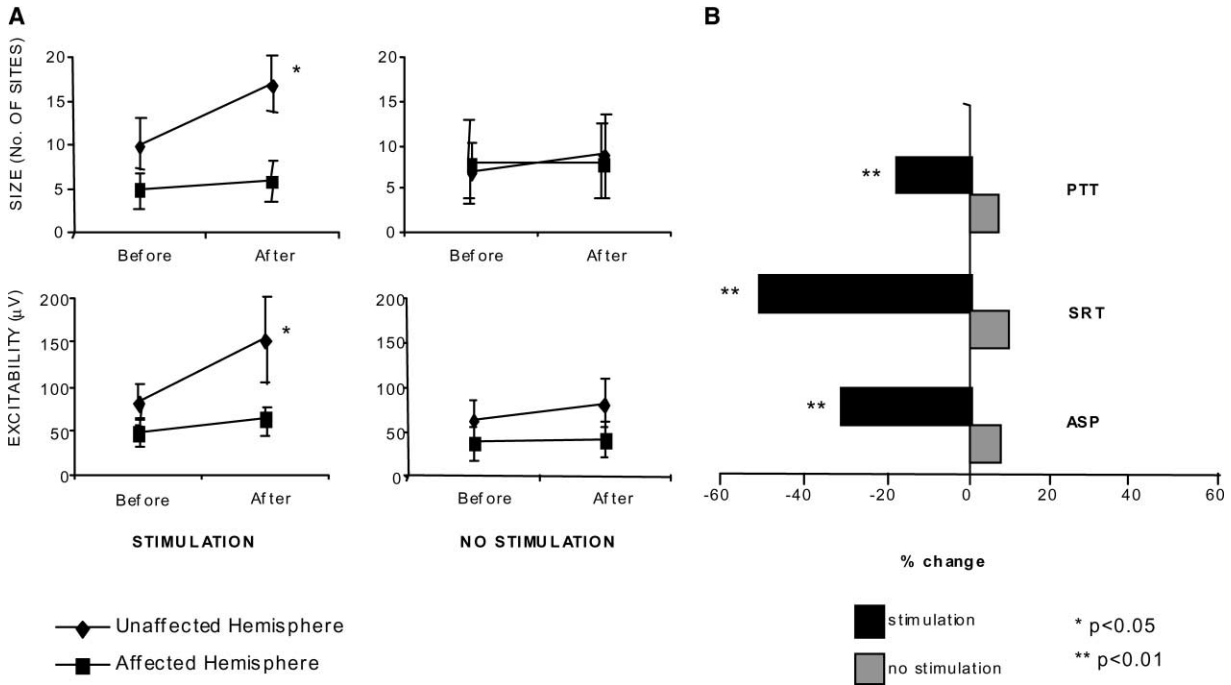 A
SIZE (No. OF SITES)
20
15
10
5
0
Before After
*
20
15
10
5
0
Before After
EXCITABILITY (µV)
200
150
100
50
0
Before After
*
STIMULATION
200
150
100
50
0
Before After
NO STIMULATION
Unaffected Hemisphere
Affected Hemisphere
B
** PTT
** SRT
** ASP
-60 -40 -20 0 20 40 60
% change
stimulation
no stimulation
* p<0.05
** p<0.01